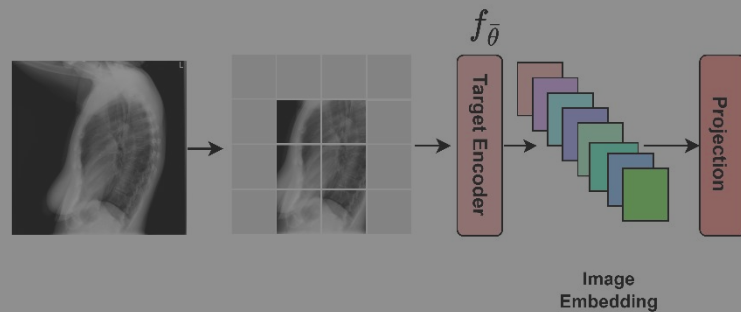 f_θ̄
L
Target Encoder
Projection
Image
Embedding